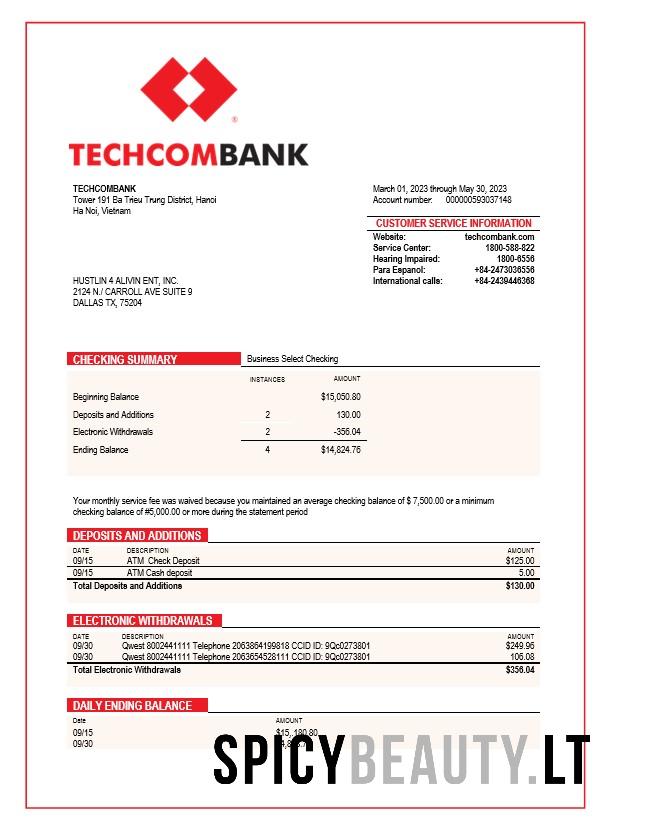 TECHCOMBANK
TECHCOMBANK
Tower 191 Ba Trieu Trung District, Hanoi
Ha Noi, Vietnam
March 01, 2023 through May 30, 2023
Account number: 000000593037148
CUSTOMER SERVICE INFORMATION
Website: techcombank.com
Service Center: 1800-588-822
Hearing Impaired: 1800-6556
Para Espanol: +84-2473036556
International calls: +84-2439446368
HUSTLIN 4 ALIVIN ENT, INC.
2124 N./ CARROLL AVE SUITE 9
DALLAS TX, 75204
CHECKING SUMMARY Business Select Checking
INSTANCES AMOUNT
Beginning Balance $15,050.80
Deposits and Additions 2 130.00
Electronic Withdrawals 2 -356.04
Ending Balance 4 $14,824.76
Your monthly service fee was waived because you maintained an average checking balance of $ 7,500.00 or a minimum
checking balance of #5,000.00 or more during the statement period
DEPOSITS AND ADDITIONS
DATE DESCRIPTION AMOUNT
09/15 ATM Check Deposit $125.00
09/15 ATM Cash deposit 5.00
Total Deposits and Additions $130.00
ELECTRONIC WITHDRAWALS
DATE DESCRIPTION AMOUNT
09/30 Qwest 8002441111 Telephone 2063864199818 CCID ID: 9Qc0273801 $249.96
09/30 Qwest 8002441111 Telephone 2063654528111 CCID ID: 9Qc0273801 106.08
Total Electronic Withdrawals $356.04
DAILY ENDING BALANCE
Date AMOUNT
09/15 $15,.180.80
09/30
SPICYBEAUTY.LT